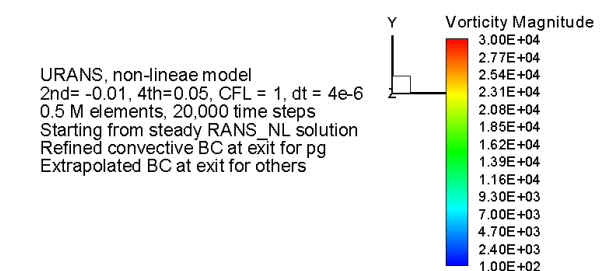 Y
Z
Vorticity Magnitude
3.00E+04
2.77E+04
2.54E+04
2.31E+04
2.08E+04
1.85E+04
1.62E+04
1.39E+04
1.16E+04
9.30E+03
7.00E+03
4.70E+03
2.40E+03
1.00E+02
URANS, non-lineae model
2nd= -0.01, 4th=0.05, CFL = 1, dt = 4e-6
0.5 M elements, 20,000 time steps
Starting from steady RANS_NL solution
Refined convective BC at exit for pg
Extrapolated BC at exit for others